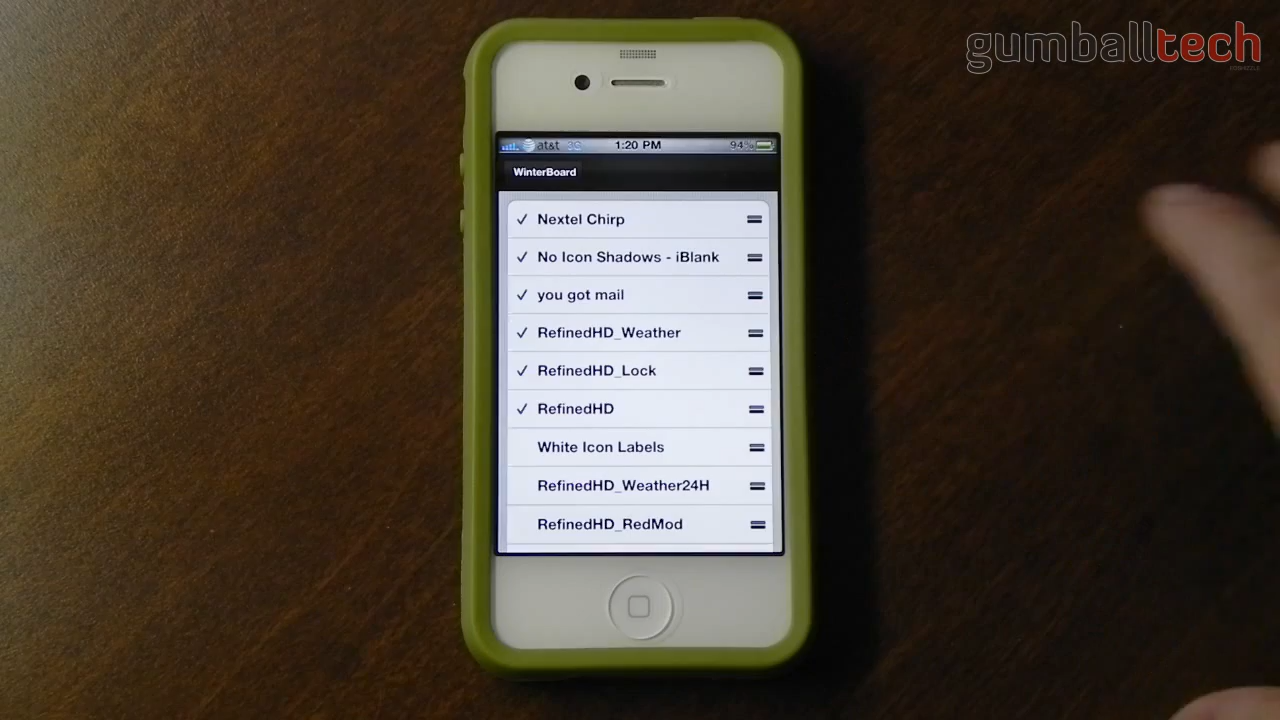 gumballtech
at&t 3G 1:20 PM 94%
WinterBoard
✓ Nextel Chirp
✓ No Icon Shadows - iBlank
✓ you got mail
✓ RefinedHD_Weather
✓ RefinedHD_Lock
✓ RefinedHD
White Icon Labels
RefinedHD_Weather24H
RefinedHD_RedMod